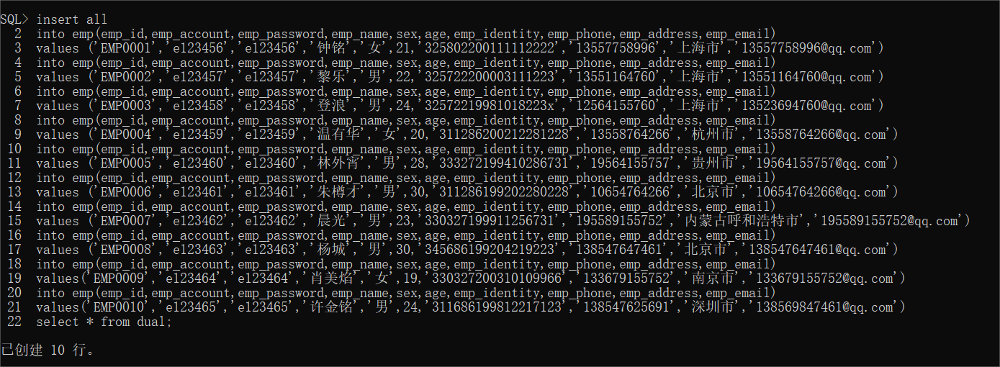 SQL> insert all
2 into emp(emp_id,emp_account,emp_password,emp_name,sex,age,emp_identity,emp_phone,emp_address,emp_email)
3 values ('EMP0001','e123456','e123456','钟铭','女',21,'325802200111112222','13557758996','上海市','13557758996@qq.com')
4 into emp(emp_id,emp_account,emp_password,emp_name,sex,age,emp_identity,emp_phone,emp_address,emp_email)
5 values ('EMP0002','e123457','e123457','黎乐','男',22,'325722200003111223','13551164760','上海市','13551164760@qq.com')
6 into emp(emp_id,emp_account,emp_password,emp_name,sex,age,emp_identity,emp_phone,emp_address,emp_email)
7 values ('EMP0003','e123458','e123458','登浪','男',24,'32572219981018223x','12564155760','上海市','13523694760@qq.com')
8 into emp(emp_id,emp_account,emp_password,emp_name,sex,age,emp_identity,emp_phone,emp_address,emp_email)
9 values ('EMP0004','e123459','e123459','温有华','女',20,'311286200212281228','13558764266','杭州市','13558764266@qq.com')
10 into emp(emp_id,emp_account,emp_password,emp_name,sex,age,emp_identity,emp_phone,emp_address,emp_email)
11 values ('EMP0005','e123460','e123460','林外宵','男',28,'333272199410286731','19564155757','贵州市','19564155757@qq.com')
12 into emp(emp_id,emp_account,emp_password,emp_name,sex,age,emp_identity,emp_phone,emp_address,emp_email)
13 values ('EMP0006','e123461','e123461','朱樽才','男',30,'311286199202280228','10654764266','北京市','10654764266@qq.com')
14 into emp(emp_id,emp_account,emp_password,emp_name,sex,age,emp_identity,emp_phone,emp_address,emp_email)
15 values ('EMP0007','e123462','e123462','晨光','男',23,'330327199911256731','195589155752','内蒙古呼和浩特市','195589155752@qq.com')
16 into emp(emp_id,emp_account,emp_password,emp_name,sex,age,emp_identity,emp_phone,emp_address,emp_email)
17 values ('EMP0008','e123463','e123463','杨城','男',30,'345686199204219223','138547647461','北京市','138547647461@qq.com')
18 into emp(emp_id,emp_account,emp_password,emp_name,sex,age,emp_identity,emp_phone,emp_address,emp_email)
19 values('EMP0009','e123464','e123464','肖美焰','女',19,'330327200310109966','133679155752','南京市','133679155752@qq.com')
20 into emp(emp_id,emp_account,emp_password,emp_name,sex,age,emp_identity,emp_phone,emp_address,emp_email)
21 values('EMP0010','e123465','e123465','许金铭','男',24,'311686199812217123','138547625691','深圳市','138569847461@qq.com')
22 select * from dual;
已创建 10 行。